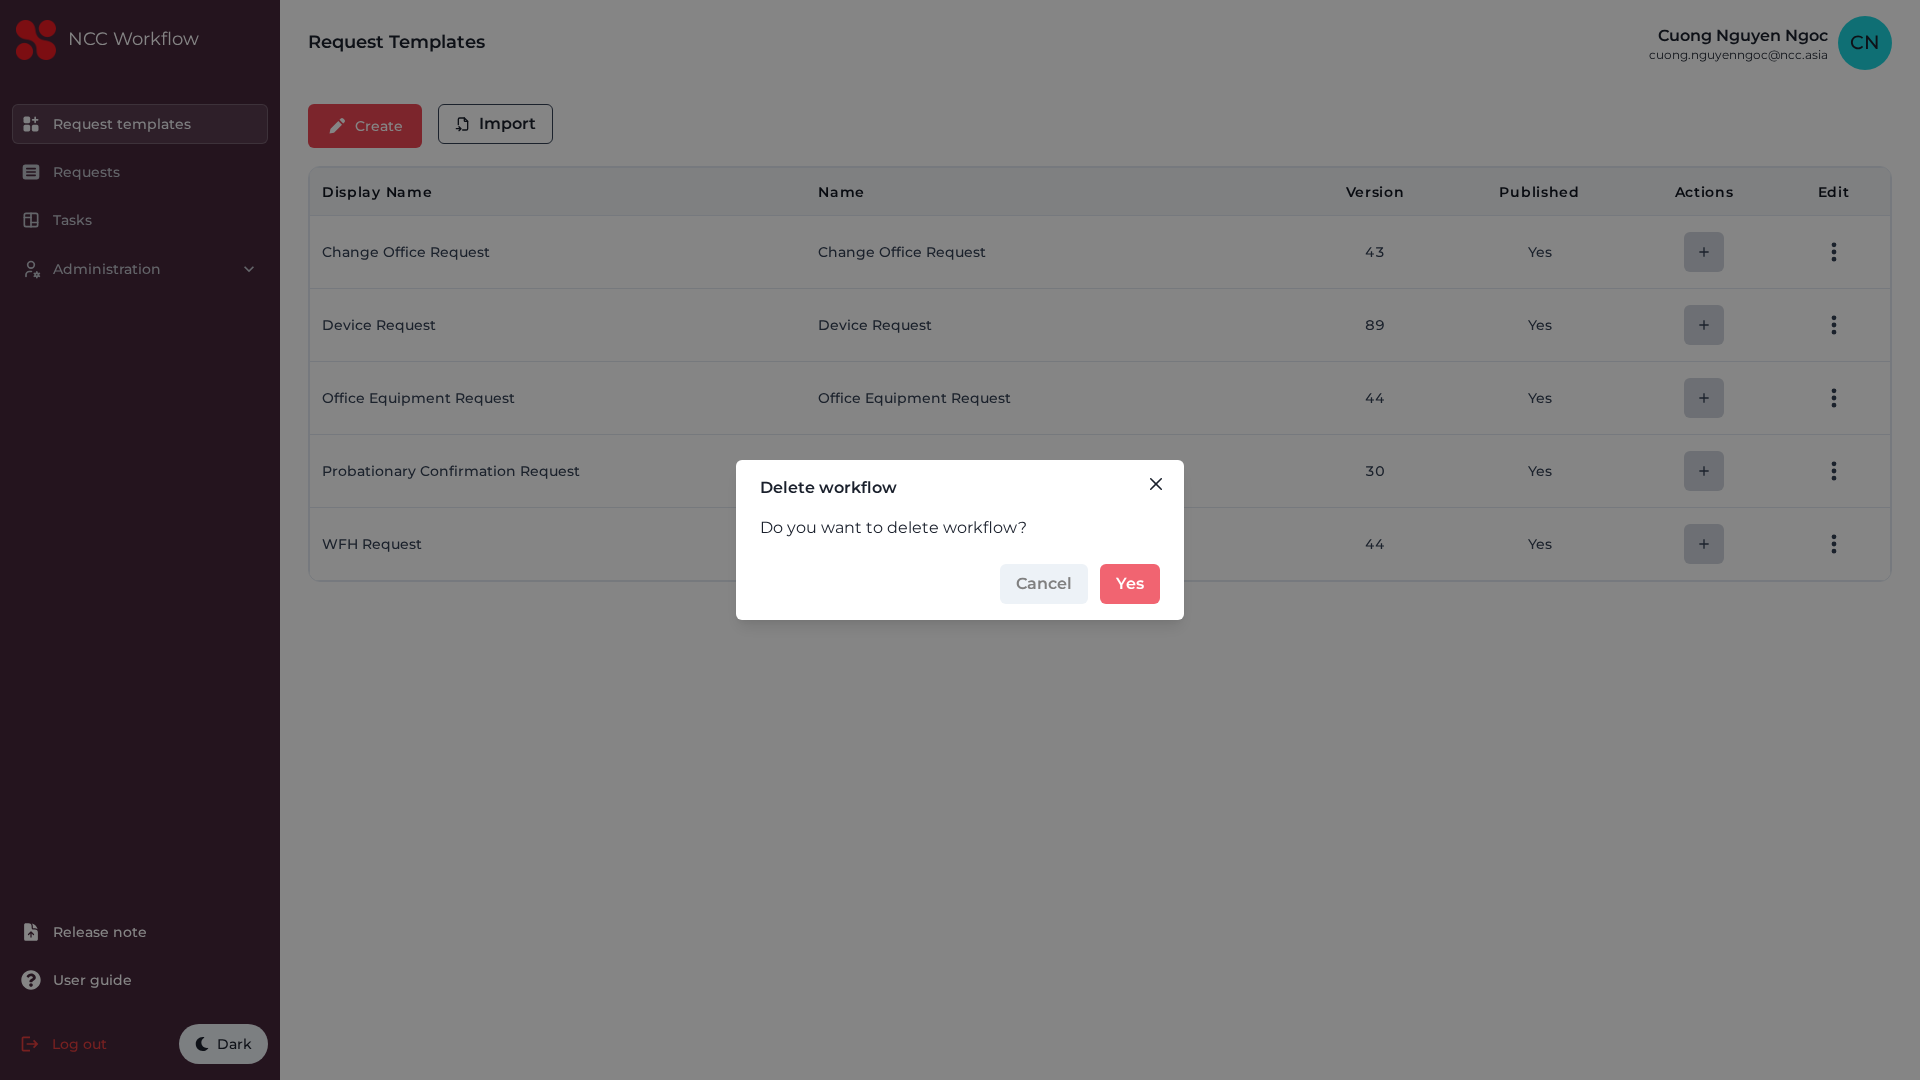 NCC Workflow
Request templates
Requests
Tasks
Administration
Release note
User guide
Log out
Dark
Request Templates
Cuong Nguyen Ngoc
cuong.nguyenngoc@ncc.asia
CN
Create
Import
Display Name Name Version Published Actions Edit
Change Office Request Change Office Request 43 Yes
Device Request Device Request 89 Yes
Office Equipment Request Office Equipment Request 44 Yes
Probationary Confirmation Request 30 Yes
WFH Request 44 Yes
Delete workflow
Do you want to delete workflow?
Cancel
Yes